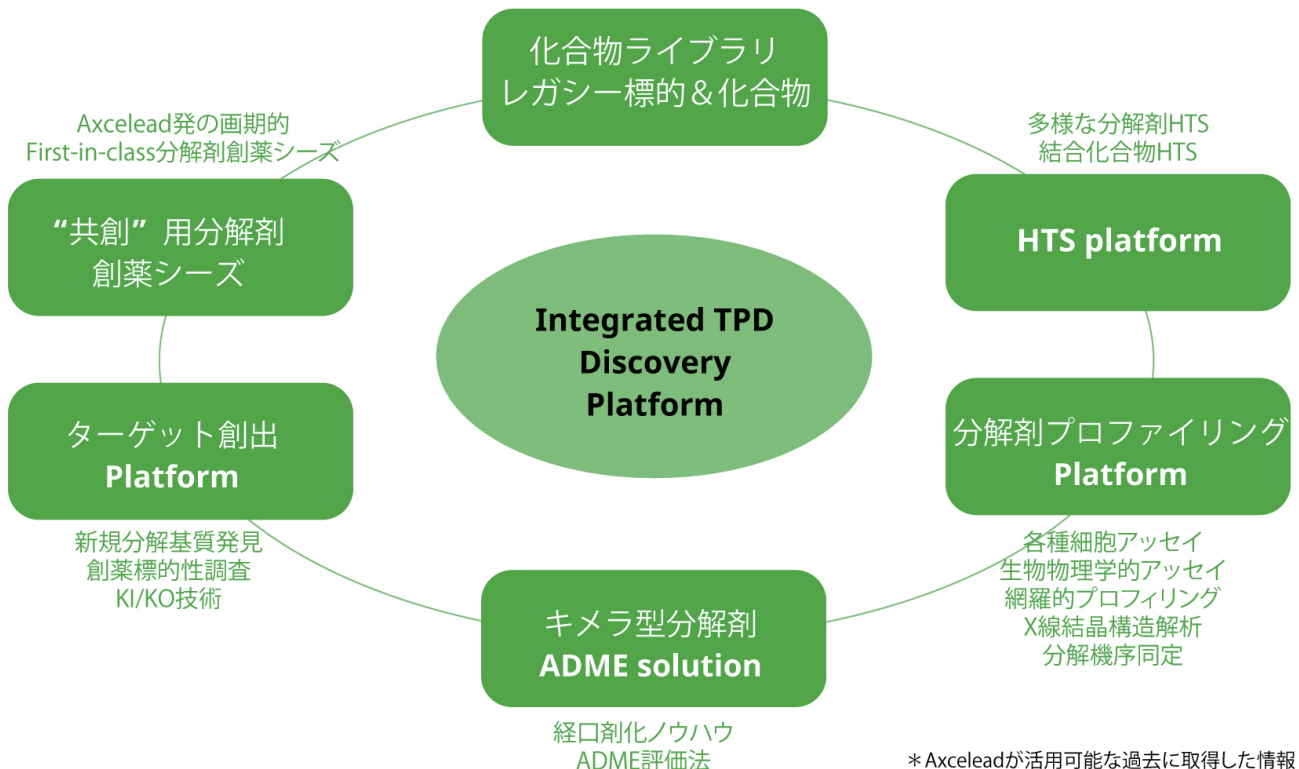 化合物ライブラリ
レガシー標的＆化合物
Axcelead発の画期的
First-in-class分解剤創薬シーズ
“共創” 用分解剤
創薬シーズ
多様な分解剤HTS
結合化合物HTS
HTS platform
Integrated TPD
Discovery
Platform
ターゲット創出
Platform
新規分解基質発見
創薬標的性調査
KI/KO技術
分解剤プロファイリング
Platform
各種細胞アッセイ
生物物理学的アッセイ
網羅的プロフィリング
X線結晶構造解析
分解機序同定
キメラ型分解剤
ADME solution
経口剤化ノウハウ
ADME評価法
＊Axceleadが活用可能な過去に取得した情報